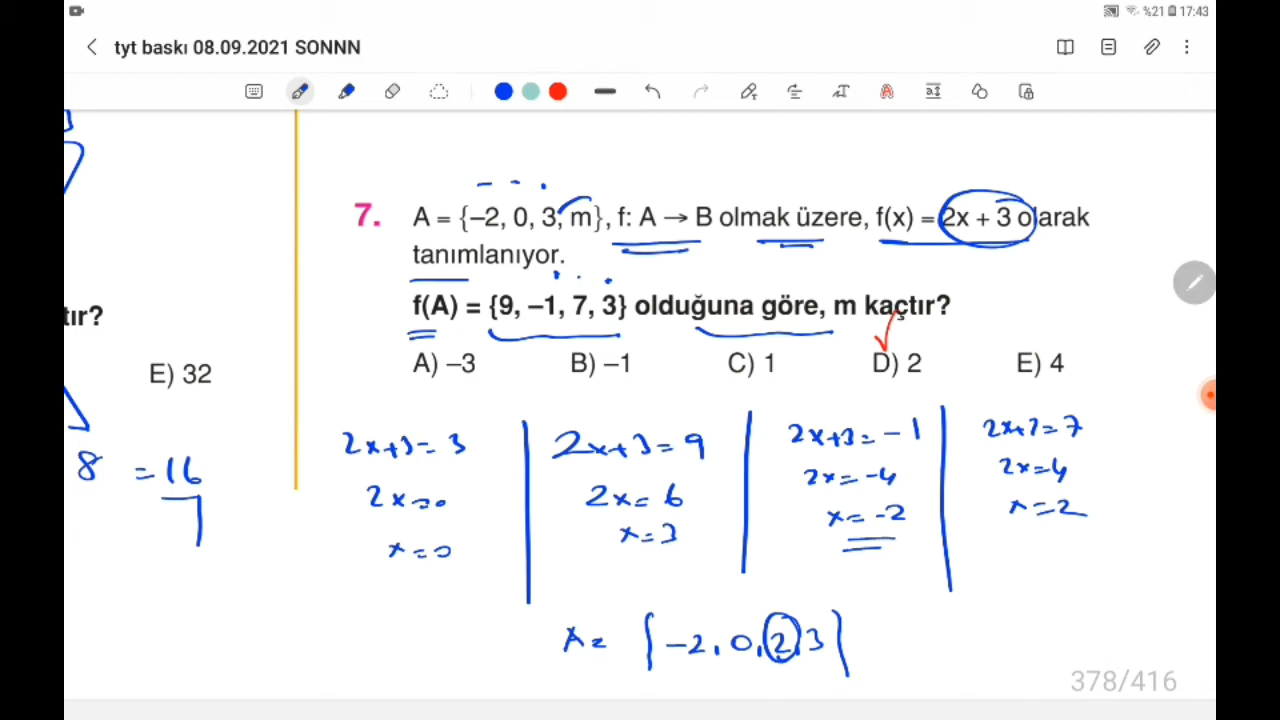 %21 17:43
tyt baskı 08.09.2021 SONNN
7. A = {–2, 0, 3, m}, f: A → B olmak üzere, f(x) = 2x + 3 olarak
tanımlanıyor.
f(A) = {9, –1, 7, 3} olduğuna göre, m kaçtır?
A) –3 B) –1 C) 1 D) 2 E) 4
tır?
E) 32
8 = 16
2x+3=3
2x=0
x=0
2x+3=9
2x=6
x=3
2x+3=-1
2x=-4
x=-2
2x+3=7
2x=4
x=2
A= {-2, 0, 2, 3}
378/416